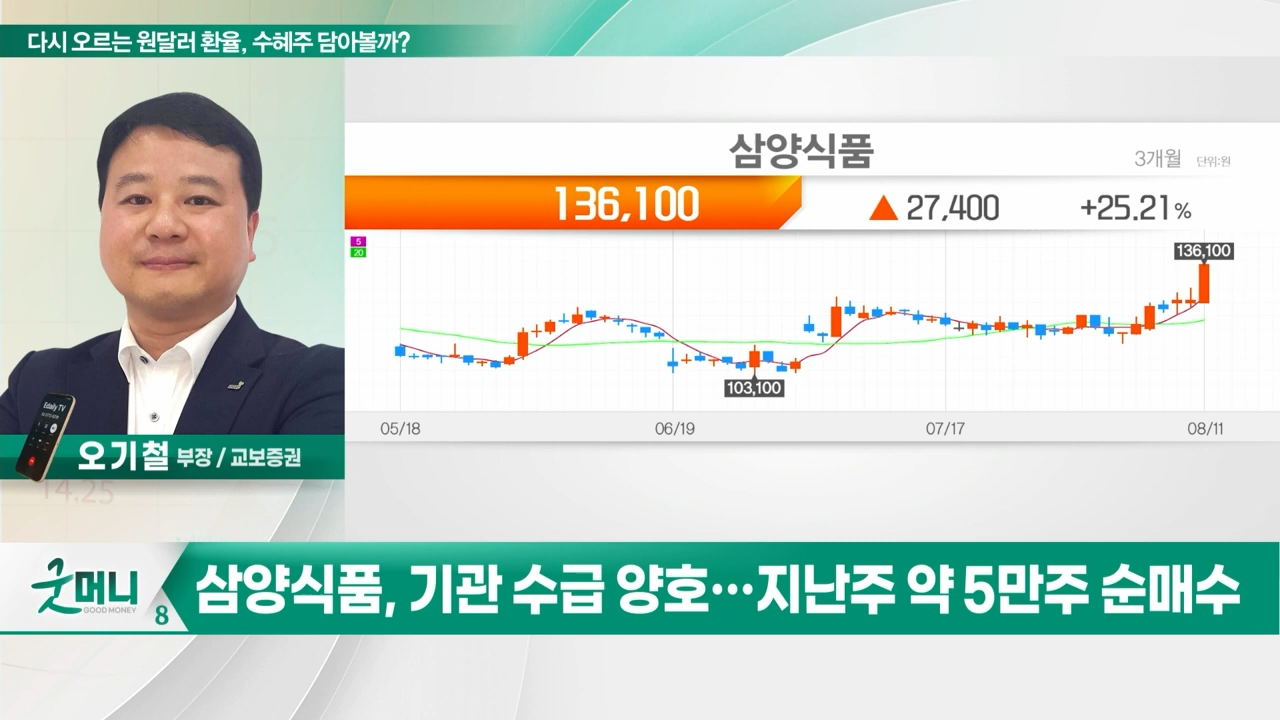 다시 오르는 원달러 환율, 수혜주 담아볼까?
삼양식품
3개월 단위:원
136,100 ▲ 27,400 +25.21%
5
20
136,100
103,100
05/18 06/19 07/17 08/11
Edaily TV
오기철 부장 / 교보증권
14.25
굿머니
GOOD MONEY
8
삼양식품, 기관 수급 양호…지난주 약 5만주 순매수